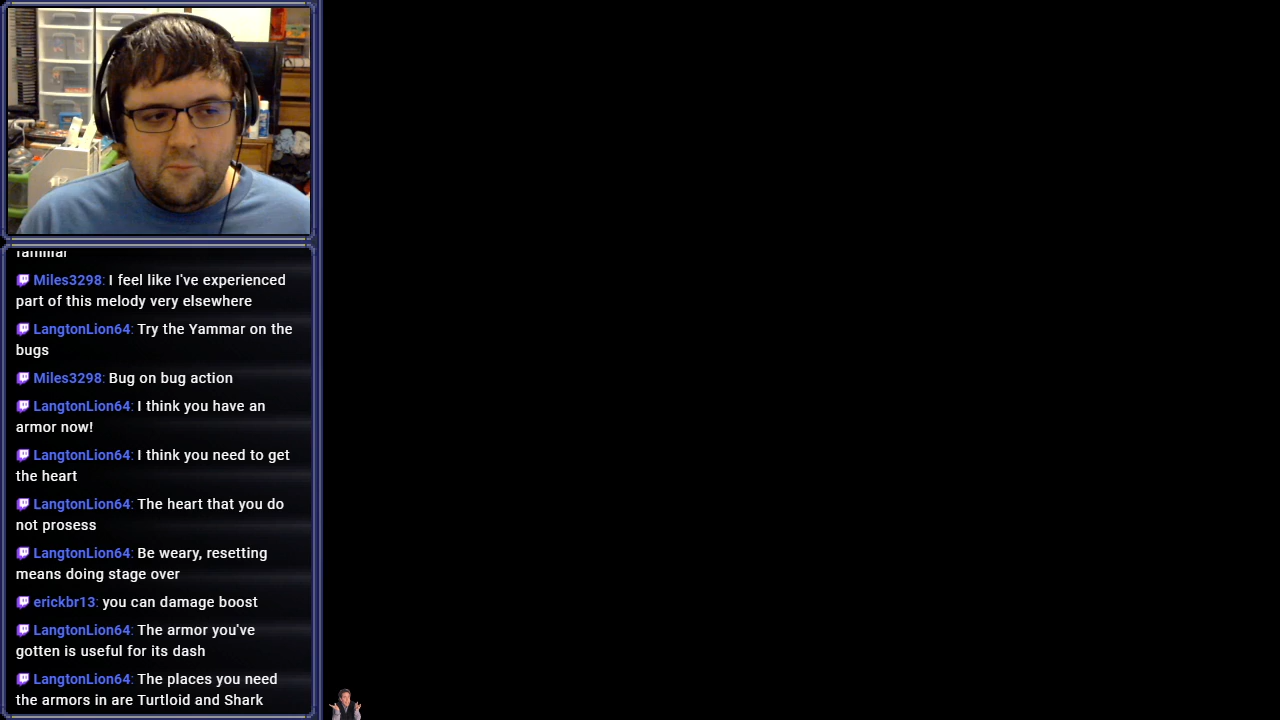 familiar
Miles3298: I feel like I've experienced
part of this melody very elsewhere
LangtonLion64: Try the Yammar on the
bugs
Miles3298: Bug on bug action
LangtonLion64: I think you have an
armor now!
LangtonLion64: I think you need to get
the heart
LangtonLion64: The heart that you do
not prosess
LangtonLion64: Be weary, resetting
means doing stage over
erickbr13: you can damage boost
LangtonLion64: The armor you've
gotten is useful for its dash
LangtonLion64: The places you need
the armors in are Turtloid and Shark